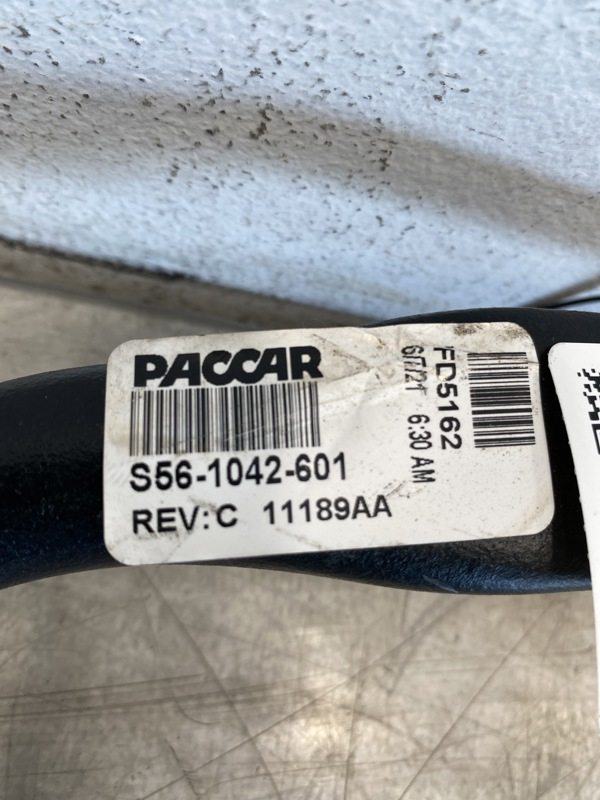 PACCAR
S56-1042-601
REV:C 11189AA
FD5162
6/7/21 6:30 AM